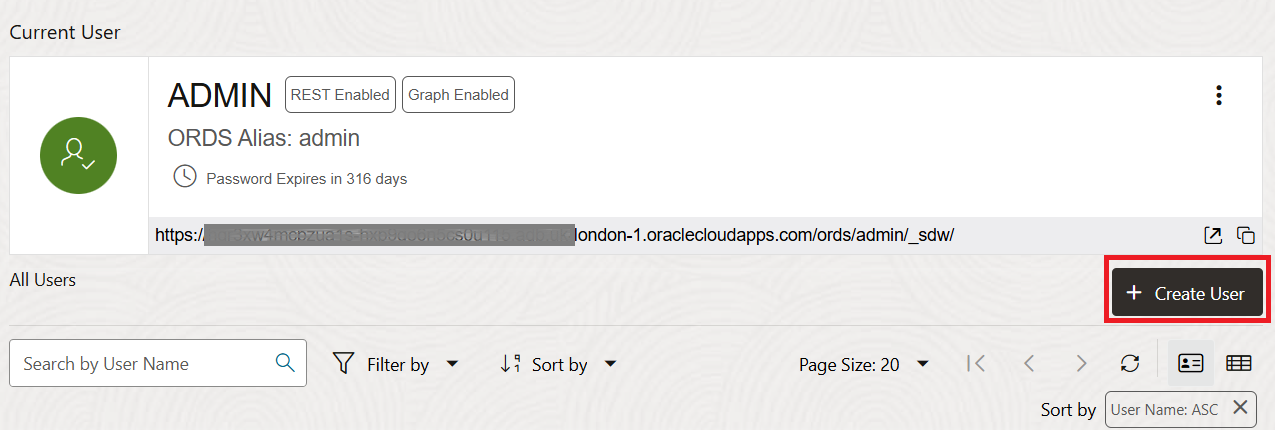 Current User
ADMIN REST Enabled Graph Enabled
ORDS Alias: admin
Password Expires in 316 days
https:/ london-1.oraclecloudapps.com/ords/admin/_sdw/
All Users
+ Create User
Search by User Name Filter by Sort by Page Size: 20
Sort by User Name: ASC